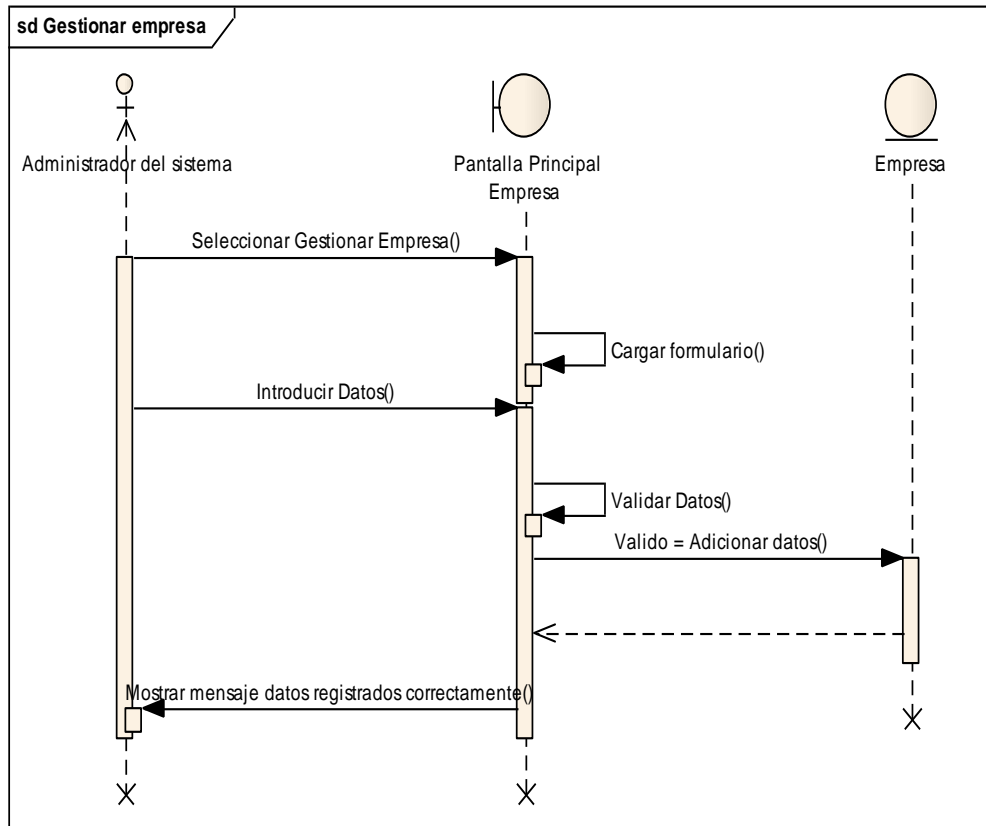 sd Gestionar empresa
Administrador del sistema
Pantalla Principal
Empresa
Empresa
Seleccionar Gestionar Empresa()
Cargar formulario()
Introducir Datos()
Validar Datos()
Valido = Adicionar datos()
Mostrar mensaje datos registrados correctamente()